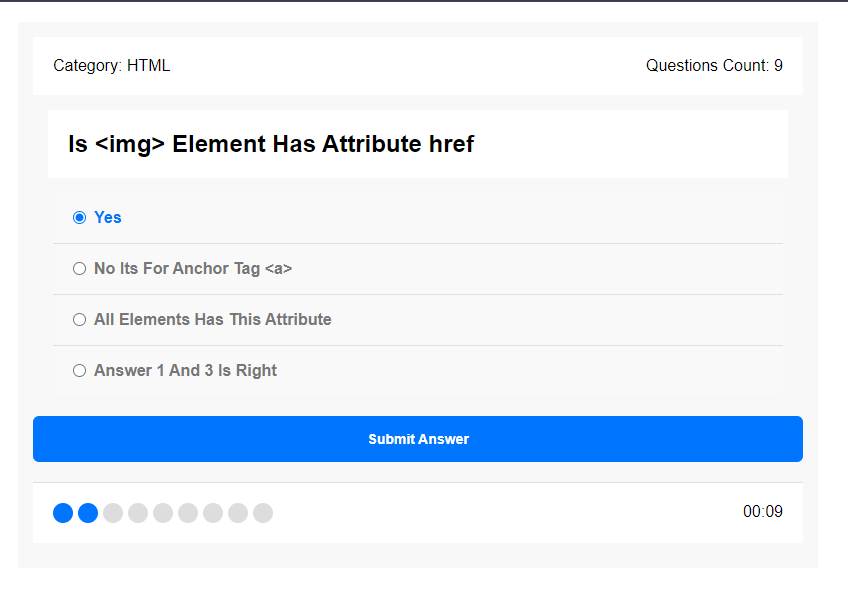 Category: HTML
Questions Count: 9
Is <img> Element Has Attribute href
Yes
No Its For Anchor Tag <a>
All Elements Has This Attribute
Answer 1 And 3 Is Right
Submit Answer
00:09